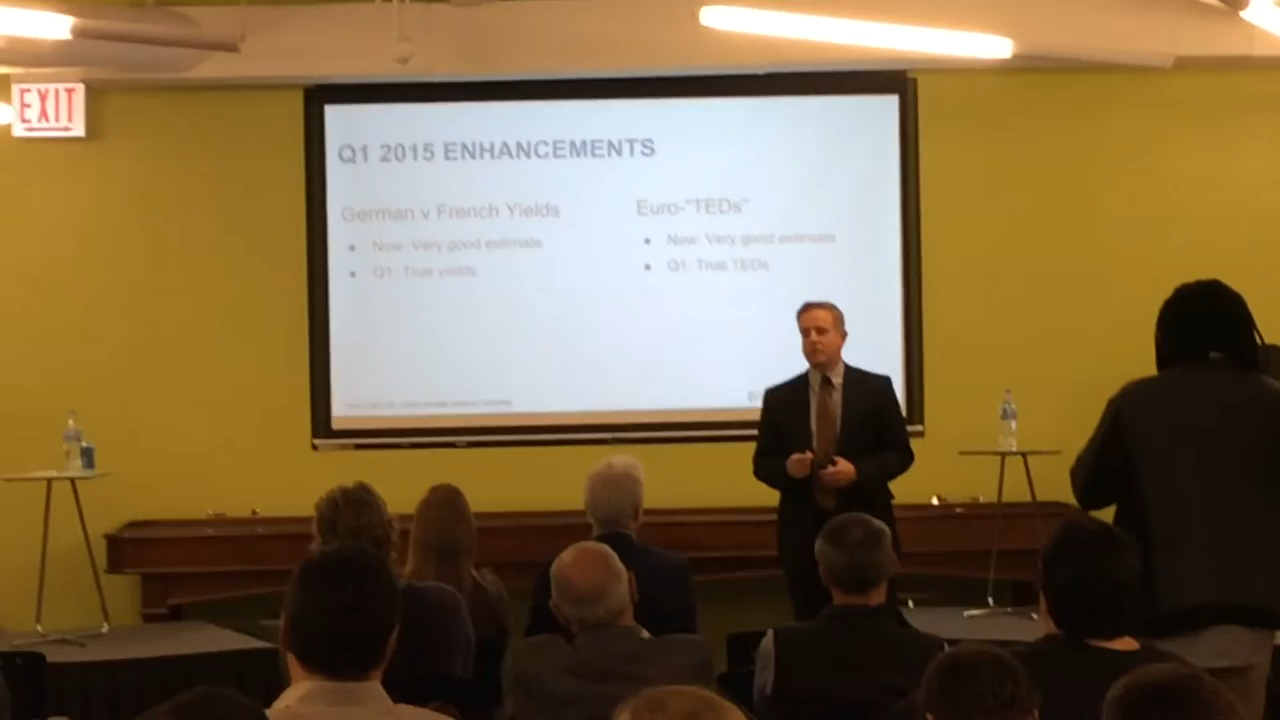 EXIT
Q1 2015 ENHANCEMENTS
German v French Yields
• Now: Very good estimate
• Q1: True yields
Euro-"TEDs"
• Now: Very good estimate
• Q1: True TEDs